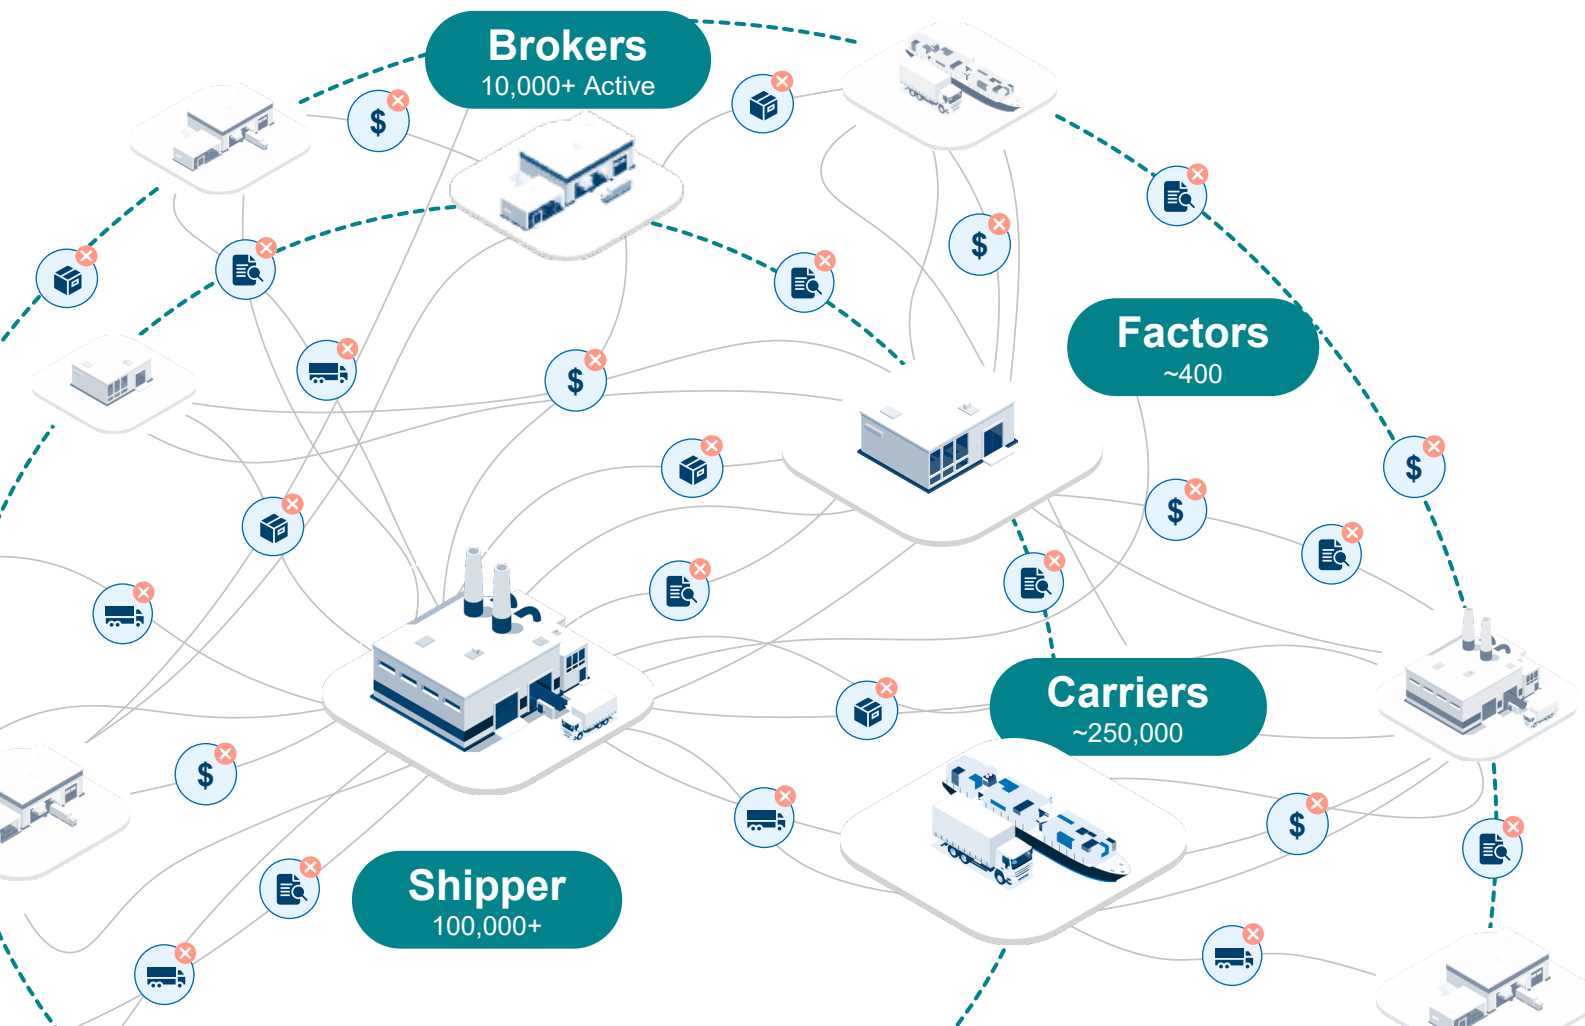 Brokers
10,000+ Active
$
$
Factors
~400
$
$
$
Carriers
~250,000
$
$
Shipper
100,000+